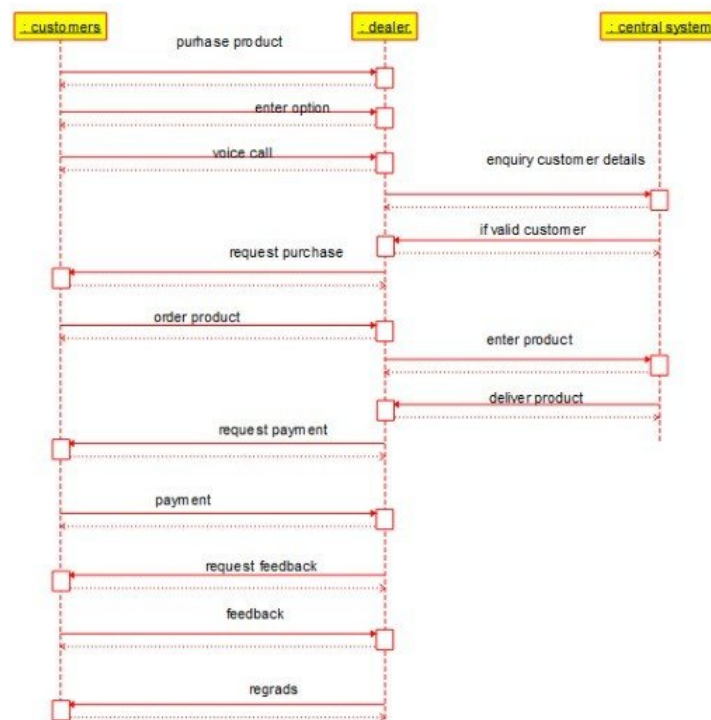 : customers
: dealer.
: central system
purhase product
enter option
voice call
enquiry customer details
if valid customer
request purchase
order product
enter product
deliver product
request payment
payment
request feedback
feedback
regrads